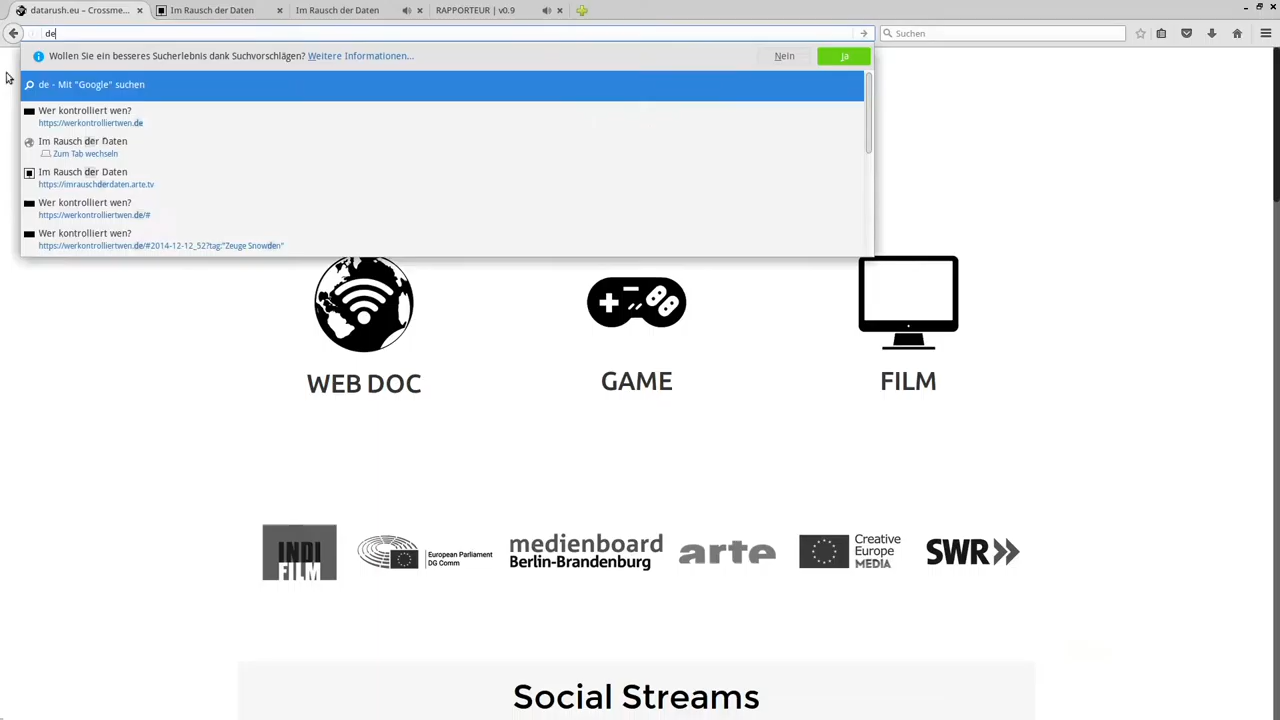 datarush.eu – Crossme...
Im Rausch der Daten
Im Rausch der Daten
RAPPORTEUR | v0.9
de
Suchen
Wollen Sie ein besseres Sucherlebnis dank Suchvorschlägen? Weitere Informationen...
Nein
Ja
de - Mit "Google" suchen
Wer kontrolliert wen?
https://werkontrolliertwen.de
Im Rausch der Daten
Zum Tab wechseln
Im Rausch der Daten
https://imrauschderdaten.arte.tv
Wer kontrolliert wen?
https://werkontrolliertwen.de/#
Wer kontrolliert wen?
https://werkontrolliertwen.de/#2014-12-12_52?tag:"Zeuge Snowden"
WEB DOC
GAME
FILM
INDI
FILM
European Parliament
DG Comm
medienboard
Berlin-Brandenburg
arte
Creative
Europe
MEDIA
SWR
Social Streams